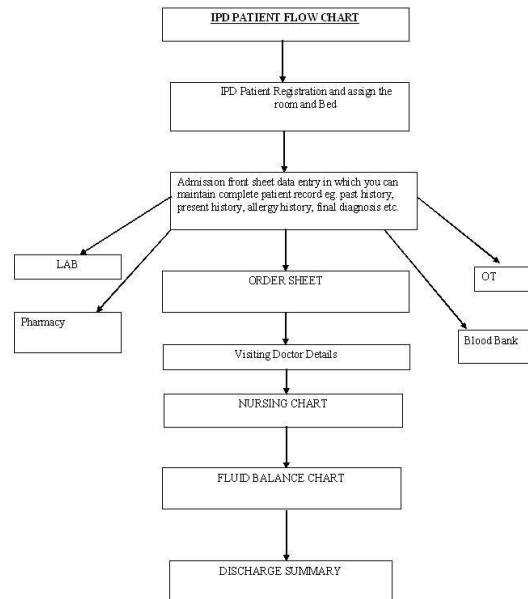 IPD PATIENT FLOW CHART
IPD Patient Registration and assign the
room and Bed
Admission front sheet data entry in which you can
maintain complete patient record eg. past history,
present history, allergy history, final diagnosis etc.
LAB
ORDER SHEET
OT
Pharmacy
Blood Bank
Visiting Doctor Details
NURSING CHART
FLUID BALANCE CHART
DISCHARGE SUMMARY